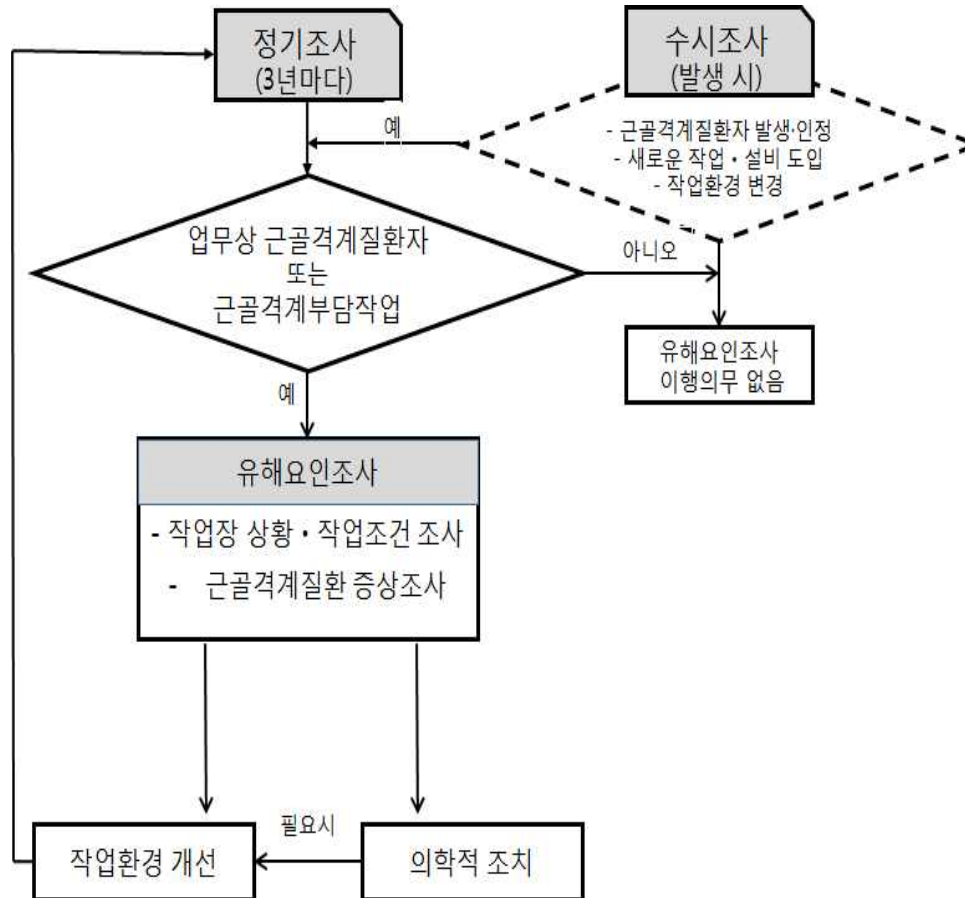 정기조사
(3년마다)
수시조사
(발생 시)
예
- 근골격계질환자 발생·인정
- 새로운 작업・설비 도입
- 작업환경 변경
업무상 근골격계질환자
또는
근골격계부담작업
아니오
유해요인조사
이행의무 없음
예
유해요인조사
- 작업장 상황・작업조건 조사
- 근골격계질환 증상조사
작업환경 개선
필요시
의학적 조치